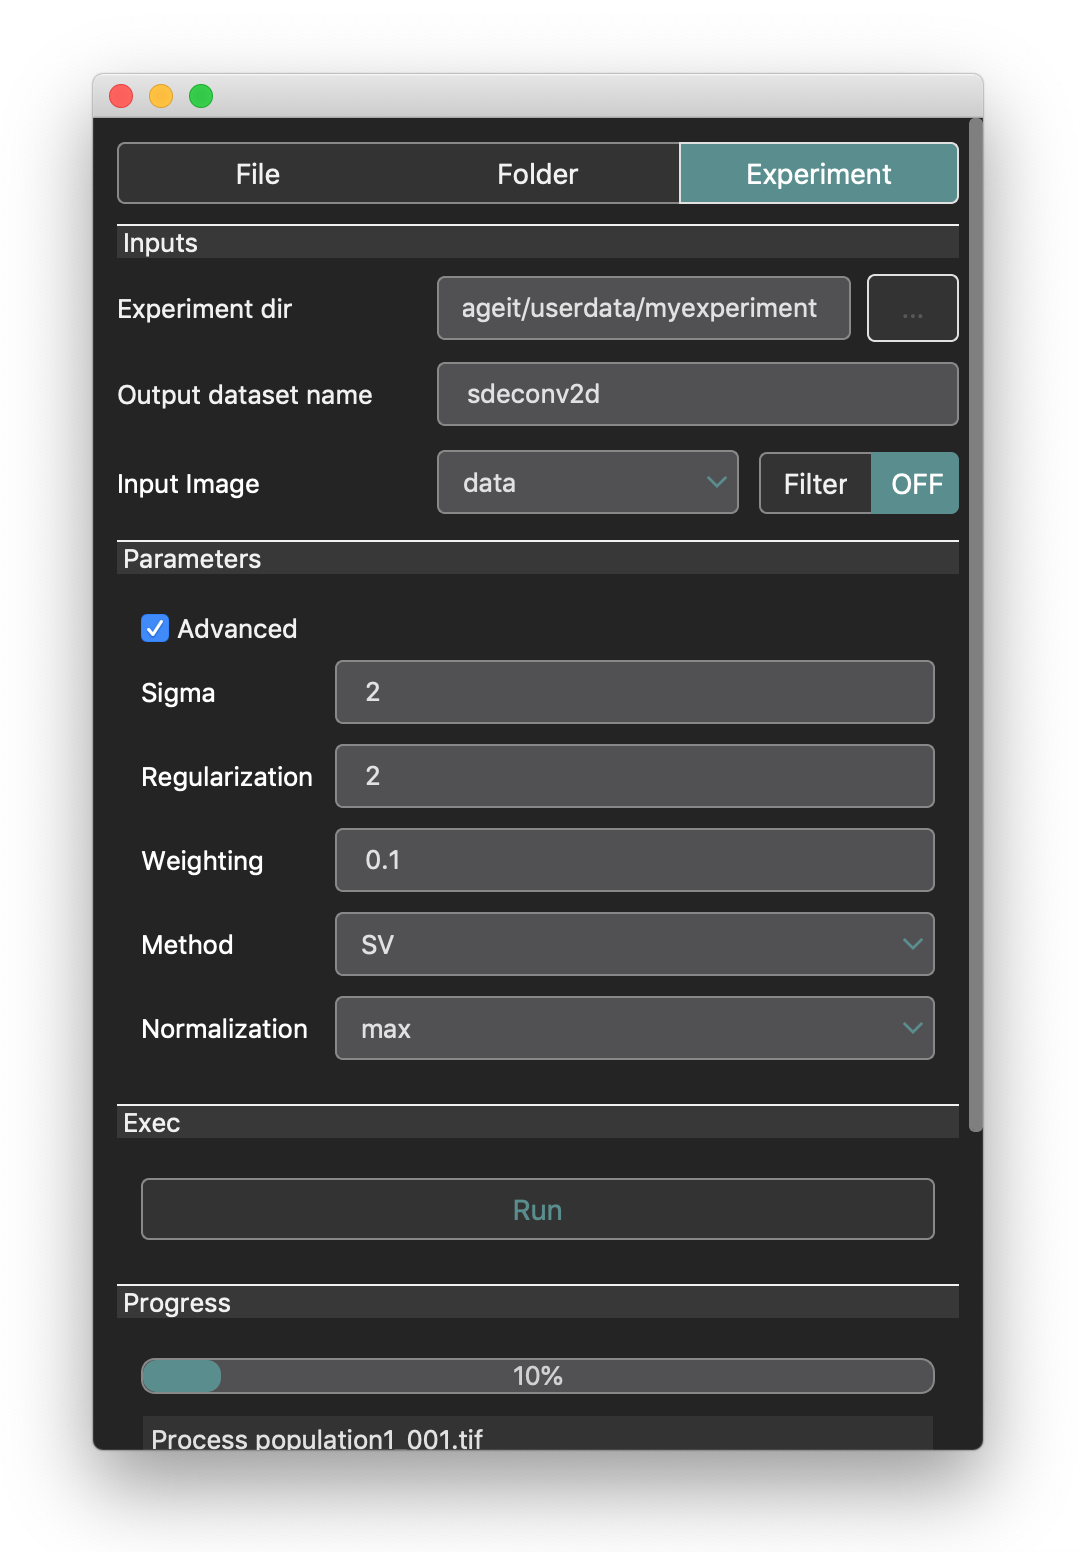 File Folder Experiment
Inputs
Experiment dir ageit/userdata/myexperiment ...
Output dataset name sdeconv2d
Input Image data Filter OFF
Parameters
Advanced
Sigma 2
Regularization 2
Weighting 0.1
Method SV
Normalization max
Exec
Run
Progress
10%
Process population1_001.tif